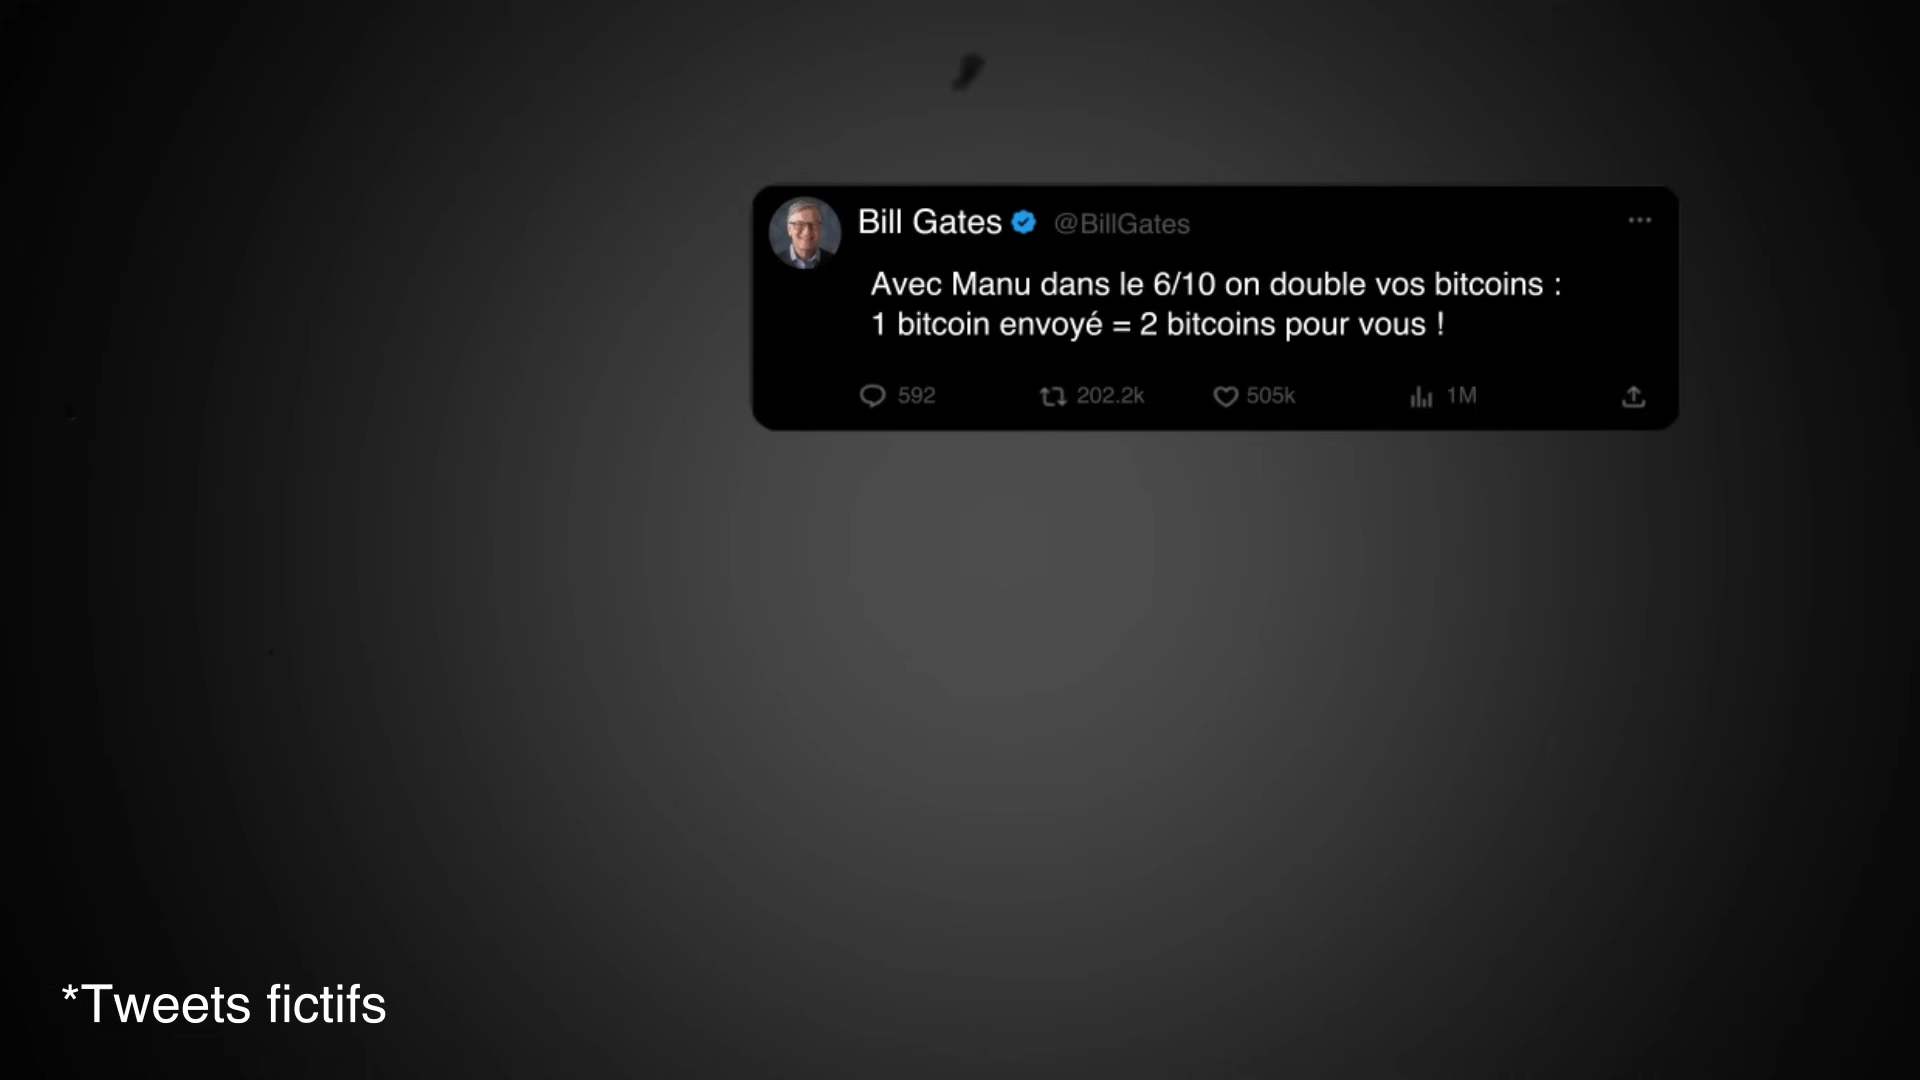 Bill Gates @BillGates
Avec Manu dans le 6/10 on double vos bitcoins :
1 bitcoin envoyé = 2 bitcoins pour vous !
592 202.2k 505k 1M
*Tweets fictifs